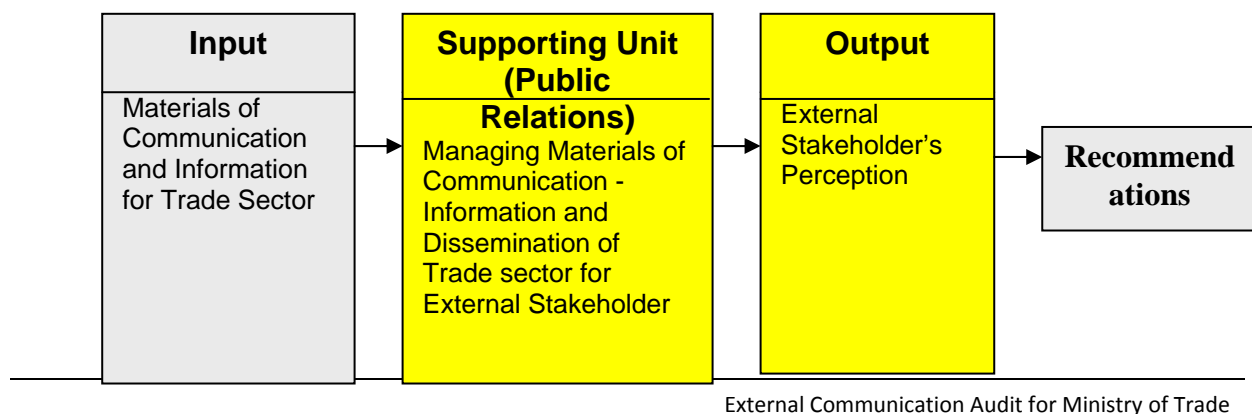 Input
Materials of
Communication
and Information
for Trade Sector
Supporting Unit
(Public
Relations)
Managing Materials of
Communication -
Information and
Dissemination of
Trade sector for
External Stakeholder
Output
External
Stakeholder’s
Perception
Recommend
ations
External Communication Audit for Ministry of Trade